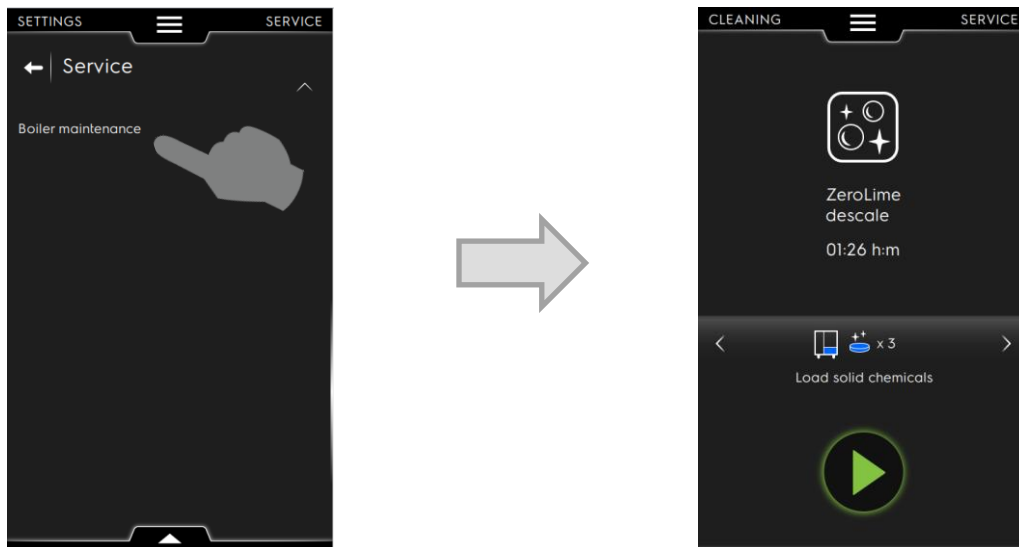 SETTINGS SERVICE
Service
Boiler maintenance
CLEANING SERVICE
ZeroLime
descale
01:26 h:m
x 3
Load solid chemicals